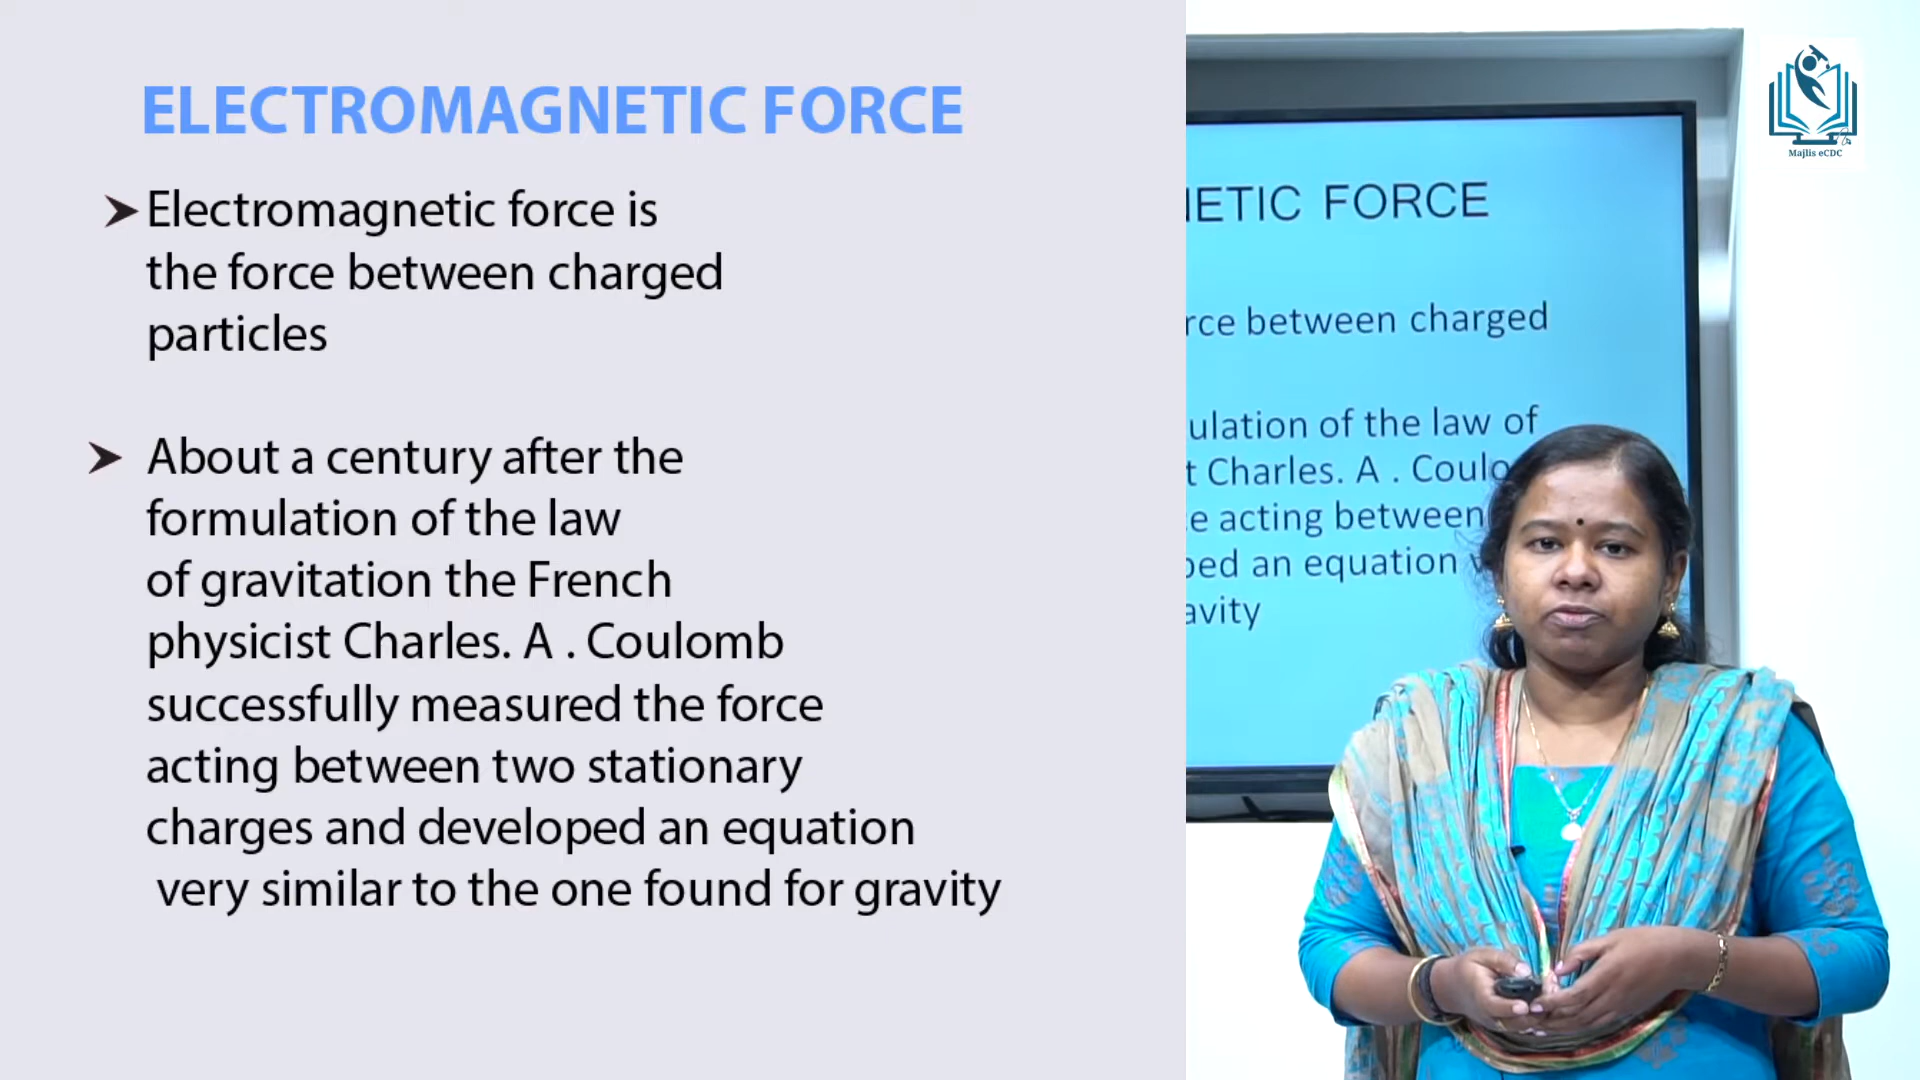 ELECTROMAGNETIC FORCE
➤ Electromagnetic force is
the force between charged
particles
➤ About a century after the
formulation of the law
of gravitation the French
physicist Charles. A . Coulomb
successfully measured the force
acting between two stationary
charges and developed an equation
very similar to the one found for gravity
NETIC FORCE
rce between charged
ulation of the law of
t Charles. A . Coulo
e acting between
ped an equation
avity
Majlis eCDC